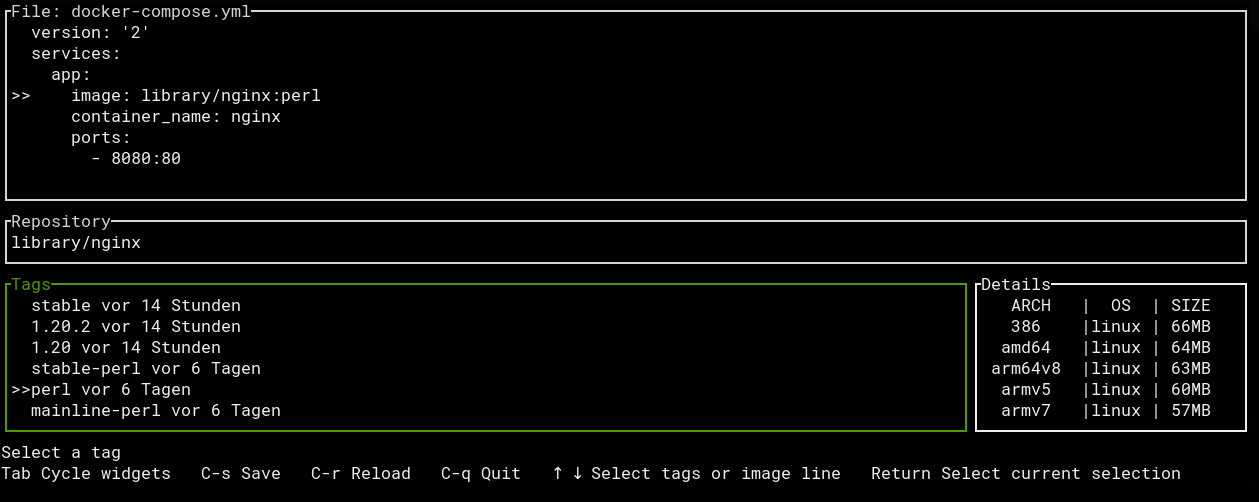 File: docker-compose.yml
version: '2'
services:
app:
>> image: library/nginx:perl
container_name: nginx
ports:
- 8080:80
Repository
library/nginx
Tags
stable vor 14 Stunden
1.20.2 vor 14 Stunden
1.20 vor 14 Stunden
stable-perl vor 6 Tagen
>>perl vor 6 Tagen
mainline-perl vor 6 Tagen
Details
ARCH | OS | SIZE
386 |linux | 66MB
amd64 |linux | 64MB
arm64v8 |linux | 63MB
armv5 |linux | 60MB
armv7 |linux | 57MB
Select a tag
Tab Cycle widgets C-s Save C-r Reload C-q Quit ↑ ↓ Select tags or image line Return Select current selection